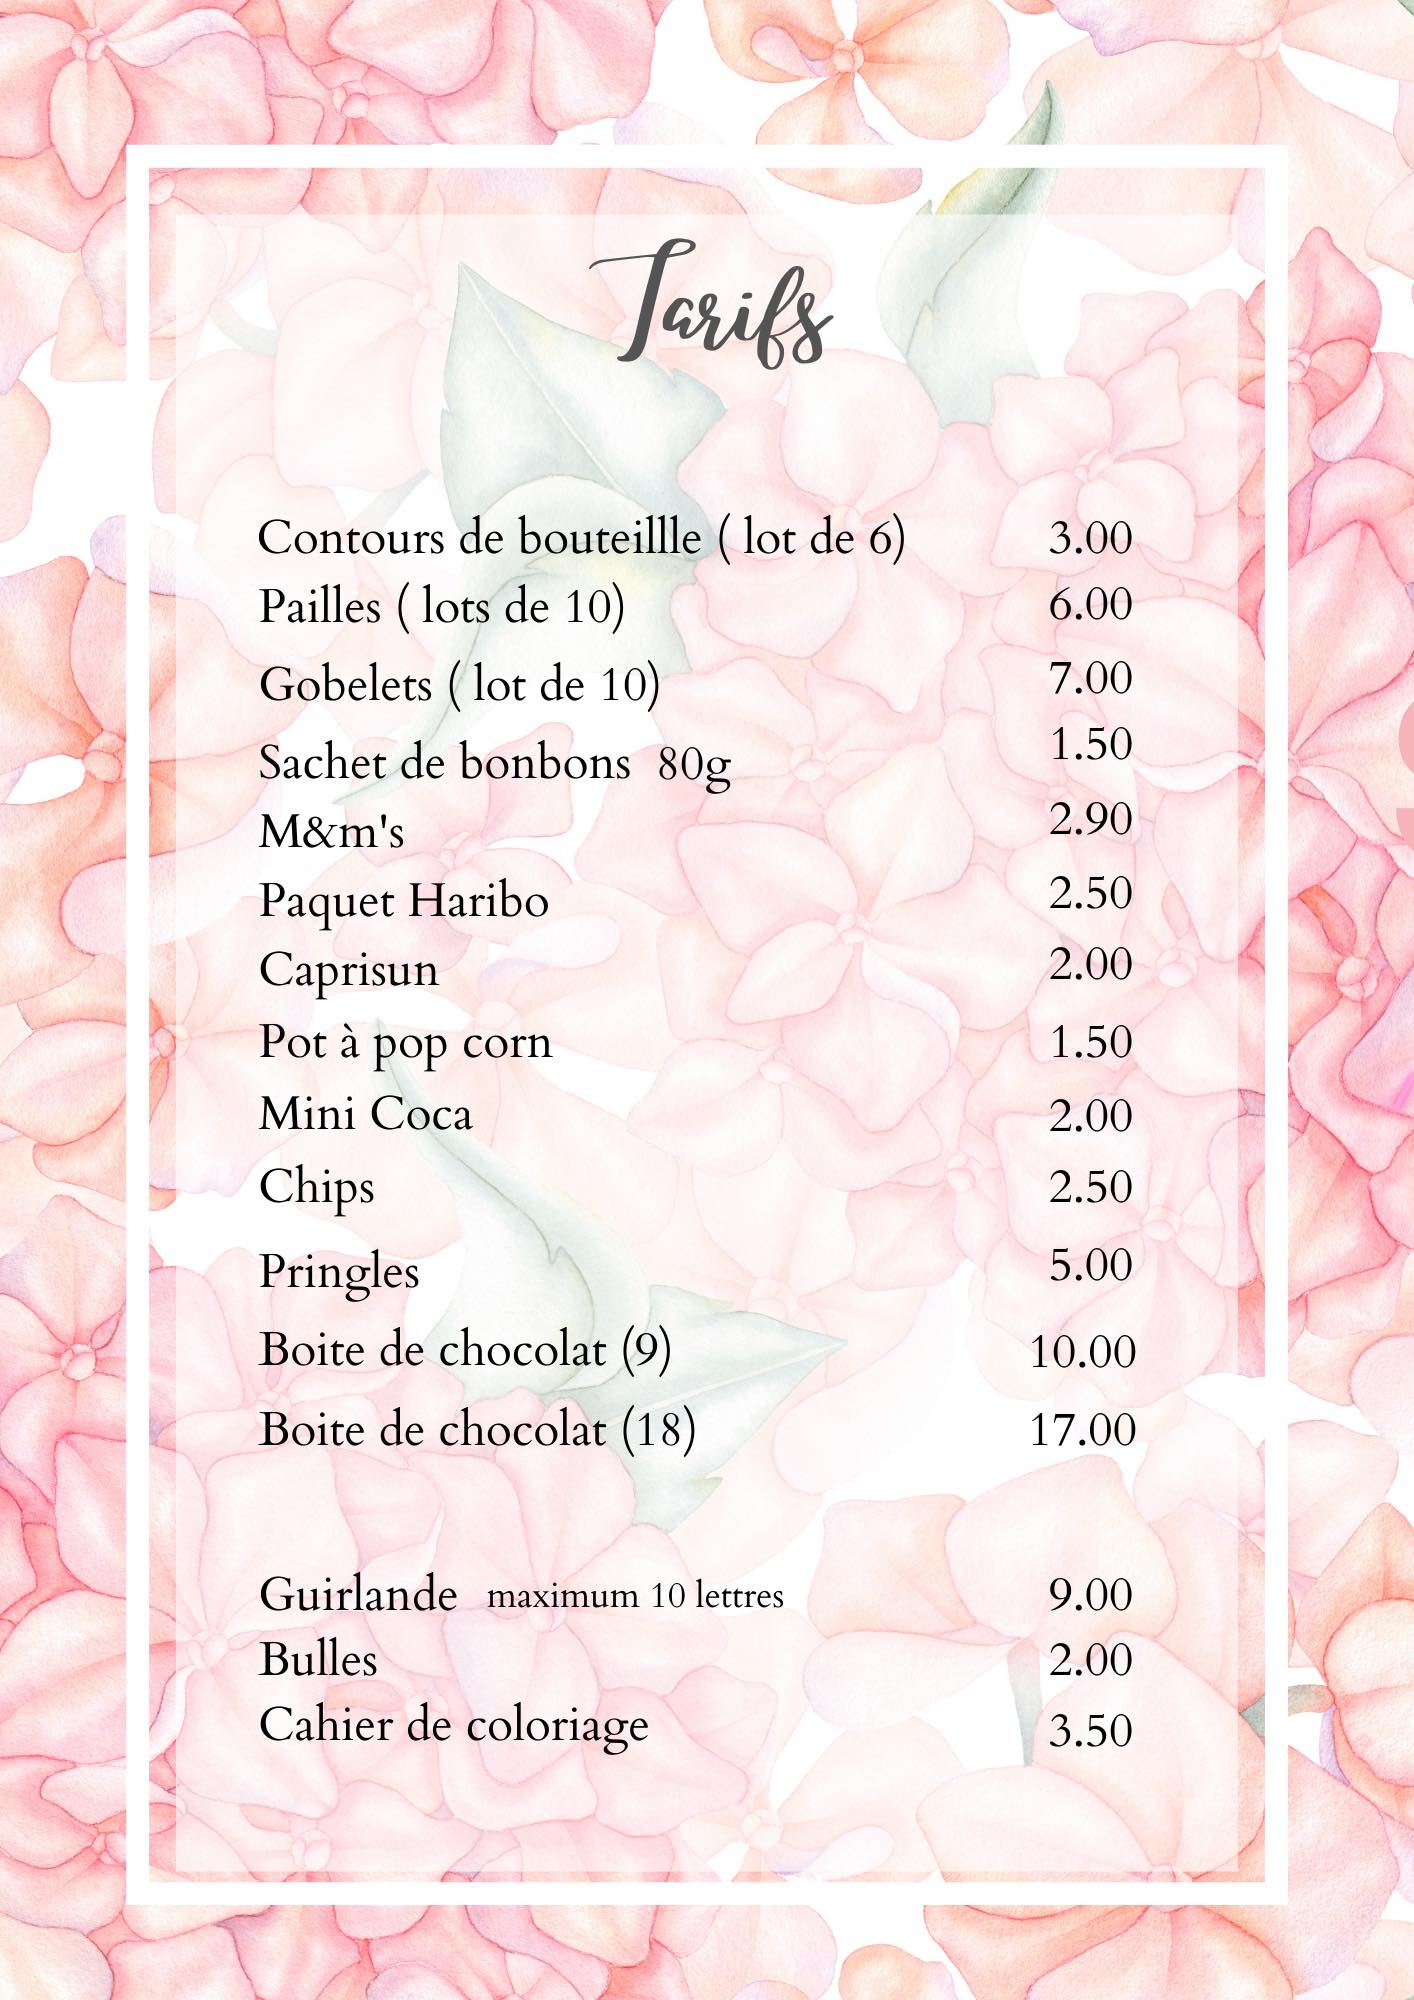 Tarifs
Contours de bouteillle ( lot de 6) 3.00
Pailles ( lots de 10) 6.00
Gobelets ( lot de 10) 7.00
Sachet de bonbons 80g 1.50
M&m's 2.90
Paquet Haribo 2.50
Caprisun 2.00
Pot à pop corn 1.50
Mini Coca 2.00
Chips 2.50
Pringles 5.00
Boite de chocolat (9) 10.00
Boite de chocolat (18) 17.00
Guirlande maximum 10 lettres 9.00
Bulles 2.00
Cahier de coloriage 3.50